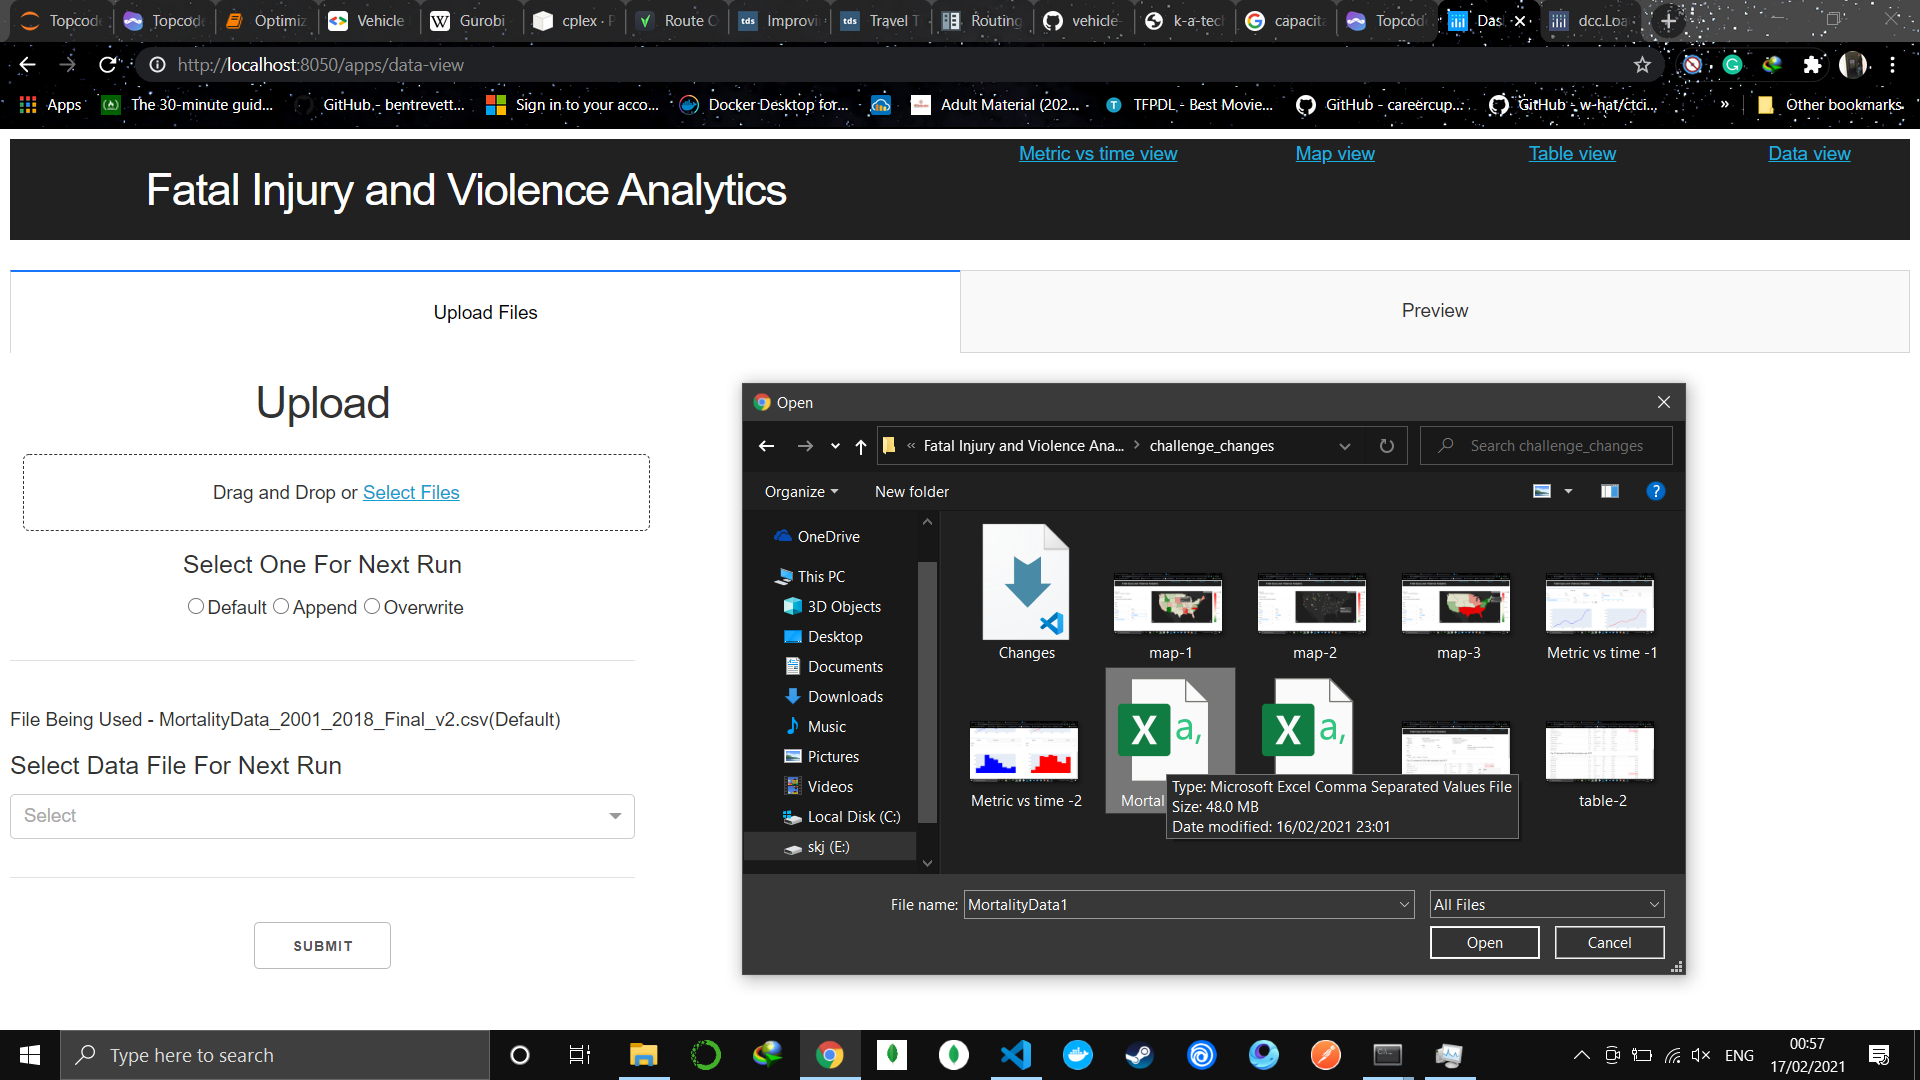 Topcod
Topcod
Optimiz
Vehicle
Gurobi
cplex · P
Route O
Improvi
Travel T
Routing
vehicle-
k-a-tech
capacita
Topcod
Das
dcc.Loa
http://localhost:8050/apps/data-view
Apps
The 30-minute guid...
GitHub - bentrevett...
Sign in to your acco...
Docker Desktop for...
Adult Material (202...
TFPDL - Best Movie...
GitHub - careercup...
GitHub - w-hat/ctci...
»
Other bookmarks
Fatal Injury and Violence Analytics
Metric vs time view
Map view
Table view
Data view
Upload Files
Preview
Upload
Drag and Drop or Select Files
Select One For Next Run
Default Append Overwrite
File Being Used - MortalityData_2001_2018_Final_v2.csv(Default)
Select Data File For Next Run
Select
SUBMIT
Open
« Fatal Injury and Violence Ana... > challenge_changes
Search challenge_changes
Organize
New folder
OneDrive
This PC
3D Objects
Desktop
Documents
Downloads
Music
Pictures
Videos
Local Disk (C:)
skj (E:)
Changes
map-1
map-2
map-3
Metric vs time -1
Metric vs time -2
Mortal
table-2
Type: Microsoft Excel Comma Separated Values File
Size: 48.0 MB
Date modified: 16/02/2021 23:01
File name:
MortalityData1
All Files
Open
Cancel
Type here to search
ENG
00:57
17/02/2021